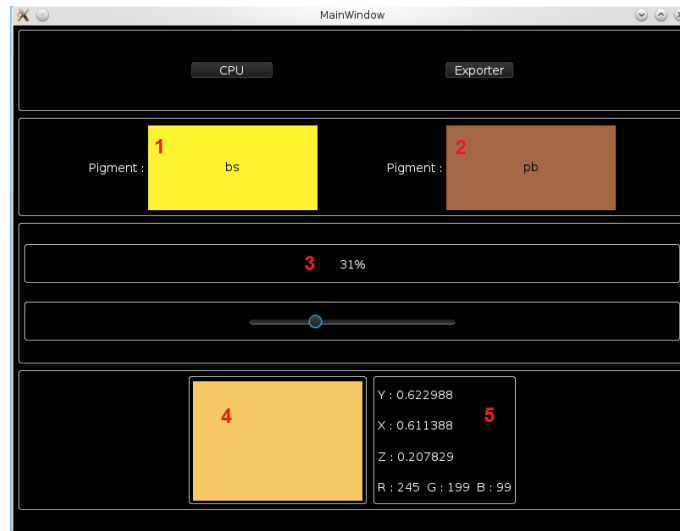 MainWindow
CPU Exporter
1 2
Pigment : bs Pigment : pb
3 31%
4 5
Y : 0.622988
X : 0.611388
Z : 0.207829
R : 245 G : 199 B : 99